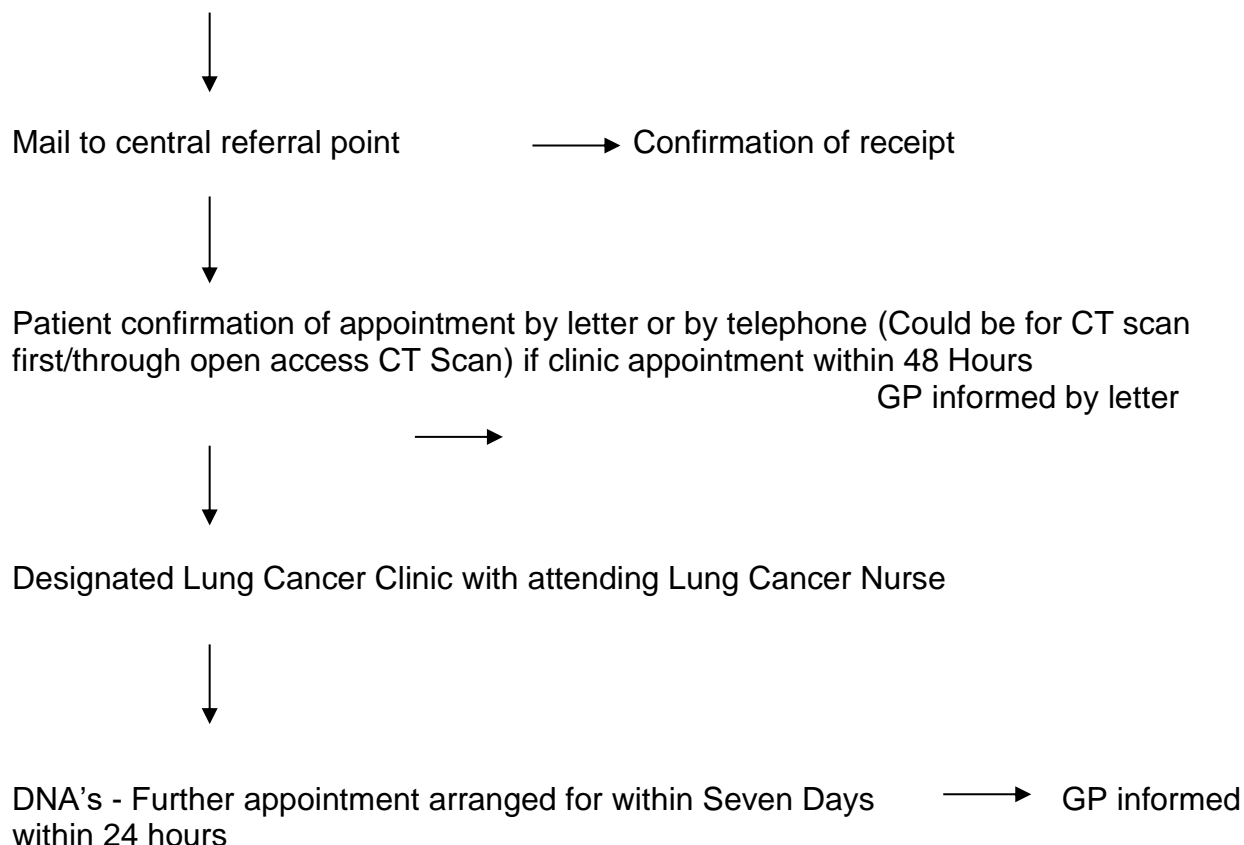 Mail to central referral point Confirmation of receipt
Patient confirmation of appointment by letter or by telephone (Could be for CT scan
first/through open access CT Scan) if clinic appointment within 48 Hours
GP informed by letter
Designated Lung Cancer Clinic with attending Lung Cancer Nurse
DNA's - Further appointment arranged for within Seven Days GP informed
within 24 hours